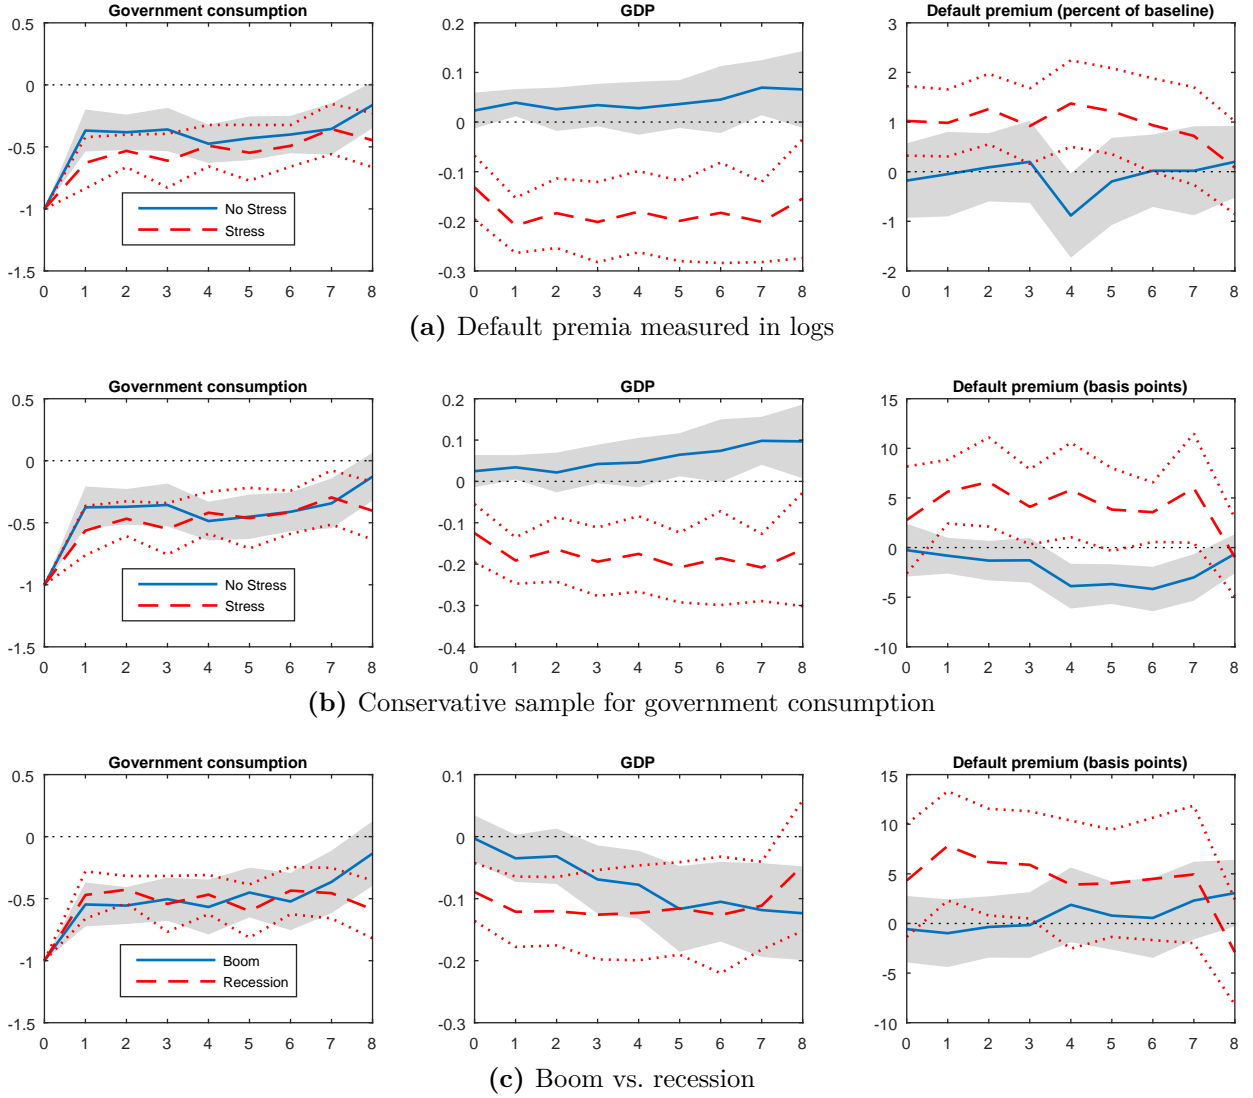 Government consumption
GDP
Default premium (percent of baseline)
0.5
0
-0.5
-1
-1.5
No Stress
Stress
0 1 2 3 4 5 6 7 8
0.2
0.1
0
-0.1
-0.2
-0.3
0 1 2 3 4 5 6 7 8
3
2
1
0
-1
-2
0 1 2 3 4 5 6 7 8
(a) Default premia measured in logs
Government consumption
GDP
Default premium (basis points)
0.5
0
-0.5
-1
-1.5
No Stress
Stress
0 1 2 3 4 5 6 7 8
0.2
0.1
0
-0.1
-0.2
-0.3
-0.4
0 1 2 3 4 5 6 7 8
15
10
5
0
-5
-10
0 1 2 3 4 5 6 7 8
(b) Conservative sample for government consumption
Government consumption
GDP
Default premium (basis points)
0.5
0
-0.5
-1
-1.5
Boom
Recession
0 1 2 3 4 5 6 7 8
0.1
0
-0.1
-0.2
-0.3
0 1 2 3 4 5 6 7 8
15
10
5
0
-5
-10
0 1 2 3 4 5 6 7 8
(c) Boom vs. recession